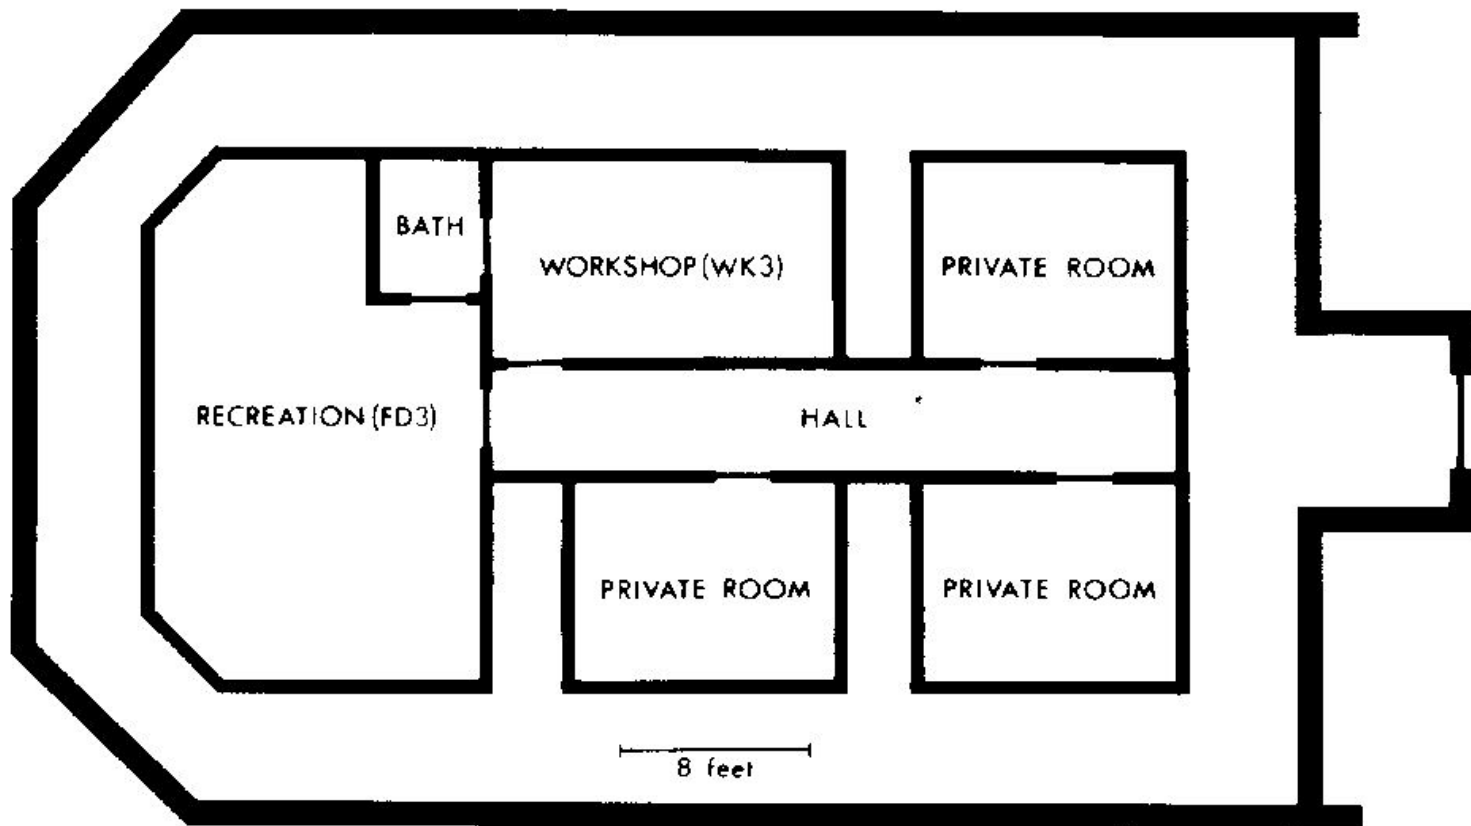 BATH
WORKSHOP(WK3)
PRIVATE ROOM
RECREATION(FD3)
HALL
PRIVATE ROOM
PRIVATE ROOM
8 feet